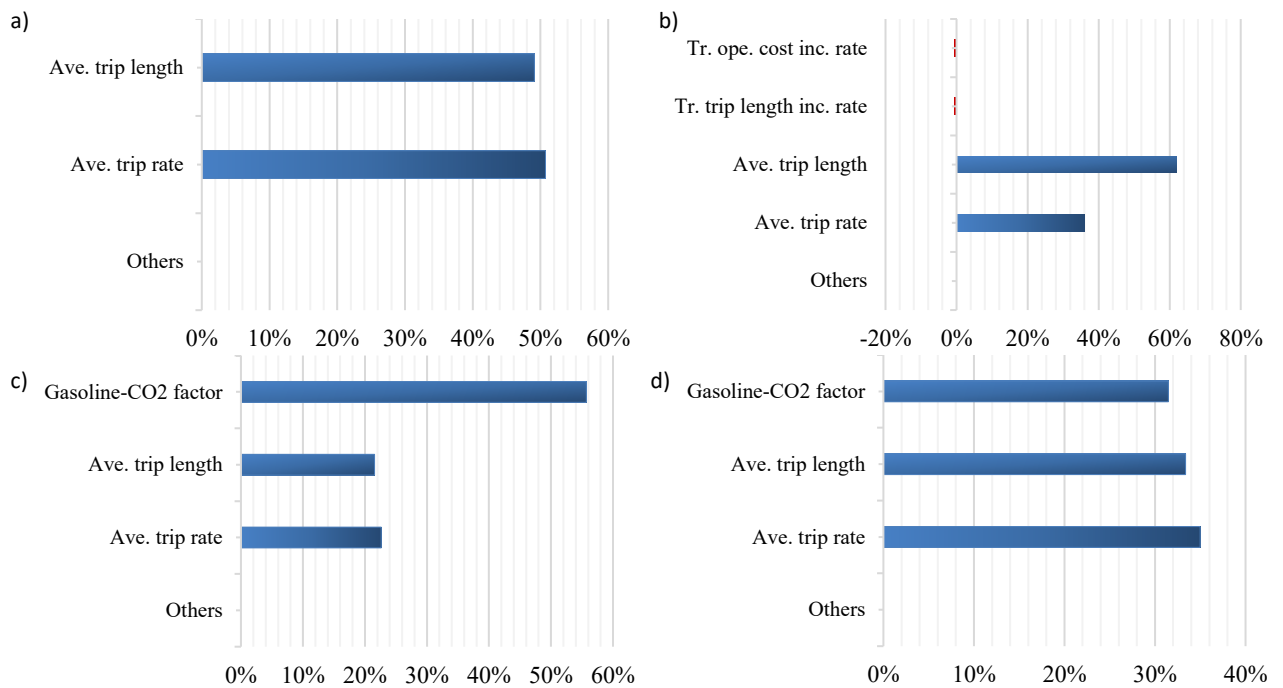 a)
Ave. trip length
Ave. trip rate
Others
0% 10% 20% 30% 40% 50% 60%
b)
Tr. ope. cost inc. rate
Tr. trip length inc. rate
Ave. trip length
Ave. trip rate
Others
-20% 0% 20% 40% 60% 80%
c)
Gasoline-CO2 factor
Ave. trip length
Ave. trip rate
Others
0% 10% 20% 30% 40% 50% 60%
d)
Gasoline-CO2 factor
Ave. trip length
Ave. trip rate
Others
0% 10% 20% 30% 40%